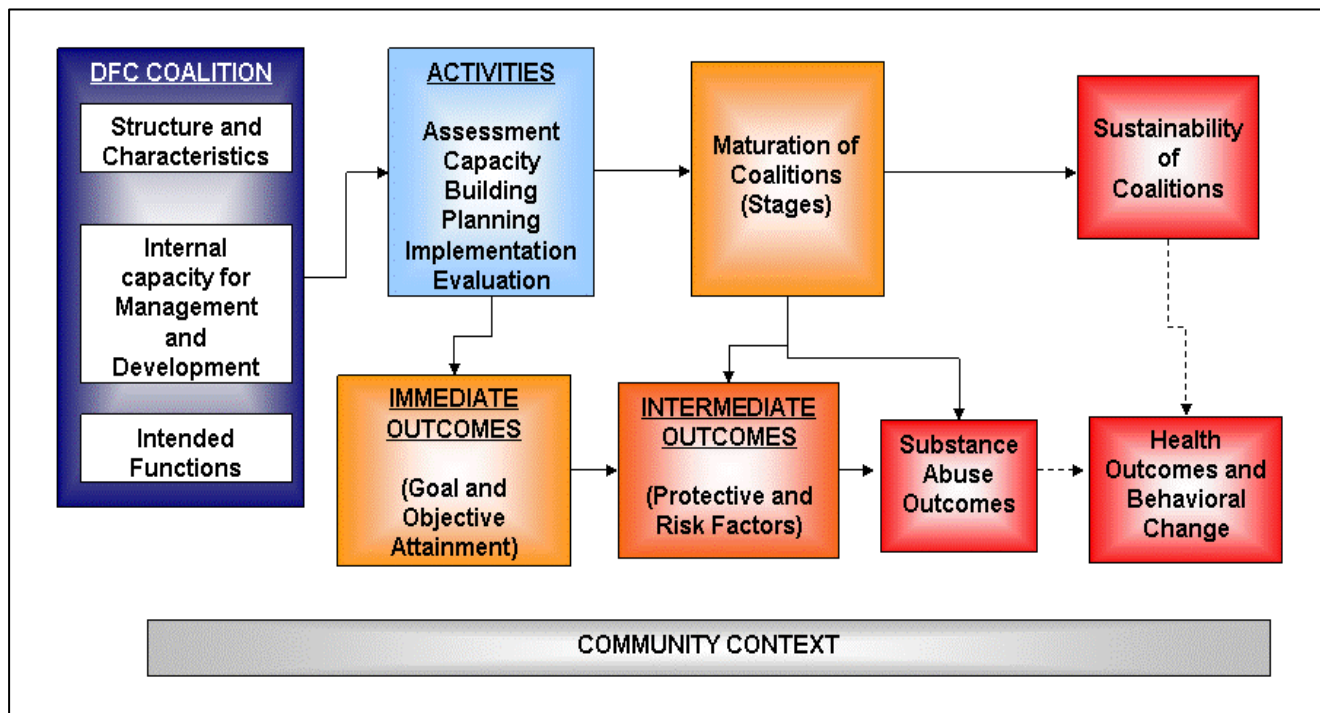 DFC COALITION
Structure and
Characteristics
Internal
capacity for
Management
and
Development
Intended
Functions
ACTIVITIES
Assessment
Capacity
Building
Planning
Implementation
Evaluation
Maturation of
Coalitions
(Stages)
Sustainability
of
Coalitions
IMMEDIATE
OUTCOMES
(Goal and
Objective
Attainment)
INTERMEDIATE
OUTCOMES
(Protective and
Risk Factors)
Substance
Abuse
Outcomes
Health
Outcomes and
Behavioral
Change
COMMUNITY CONTEXT